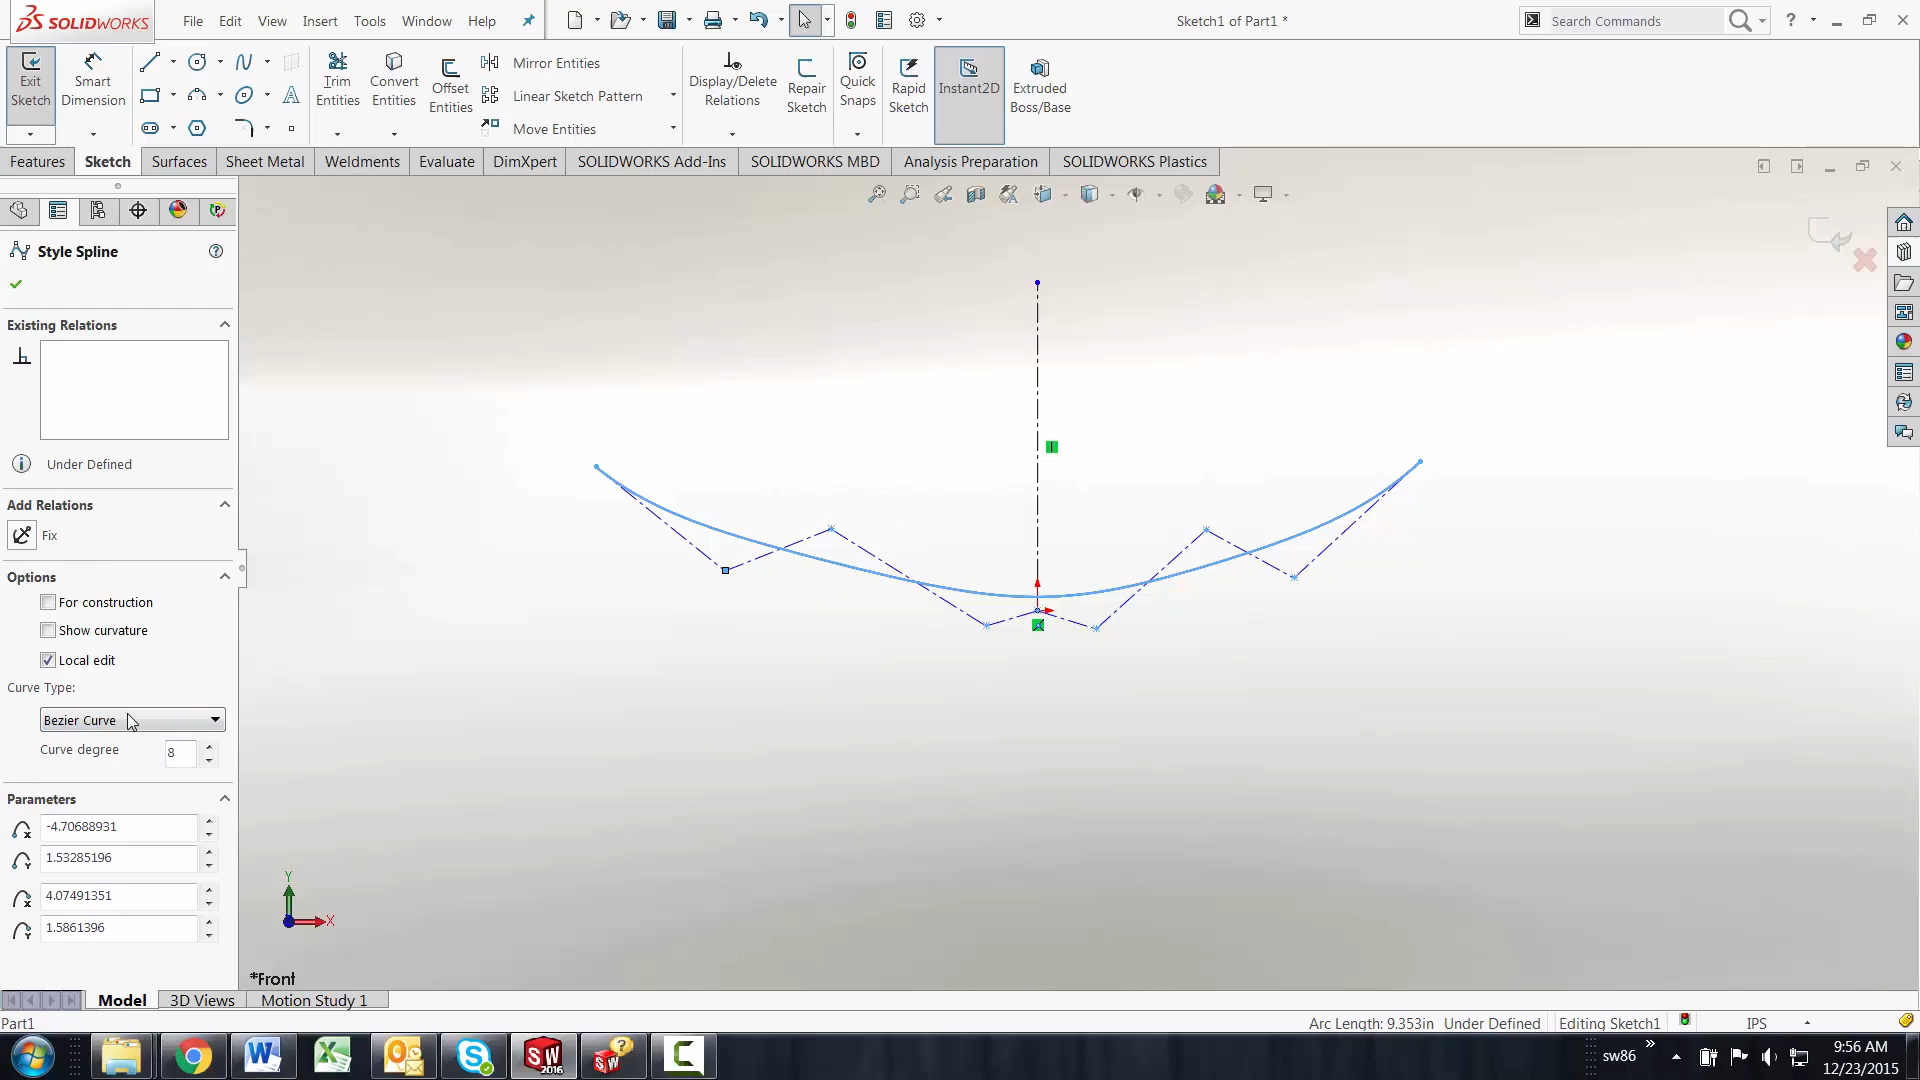 SOLIDWORKS
File Edit View Insert Tools Window Help
Sketch1 of Part1 *
Search Commands
?
Exit Sketch
Smart Dimension
Trim Entities
Convert Entities
Offset Entities
Mirror Entities
Linear Sketch Pattern
Move Entities
Display/Delete Relations
Repair Sketch
Quick Snaps
Rapid Sketch
Instant2D
Extruded Boss/Base
Features Sketch Surfaces Sheet Metal Weldments Evaluate DimXpert SOLIDWORKS Add-Ins SOLIDWORKS MBD Analysis Preparation SOLIDWORKS Plastics
Style Spline
?
Existing Relations
Under Defined
Add Relations
Fix
Options
For construction
Show curvature
Local edit
Curve Type:
Bezier Curve
Curve degree 8
Parameters
-4.70688931
1.53285196
4.07491351
1.5861396
Y
X
*Front
Model 3D Views Motion Study 1
Part1
Arc Length: 9.353in Under Defined Editing Sketch1 IPS
SW 2016
sw86
9:56 AM
12/23/2015